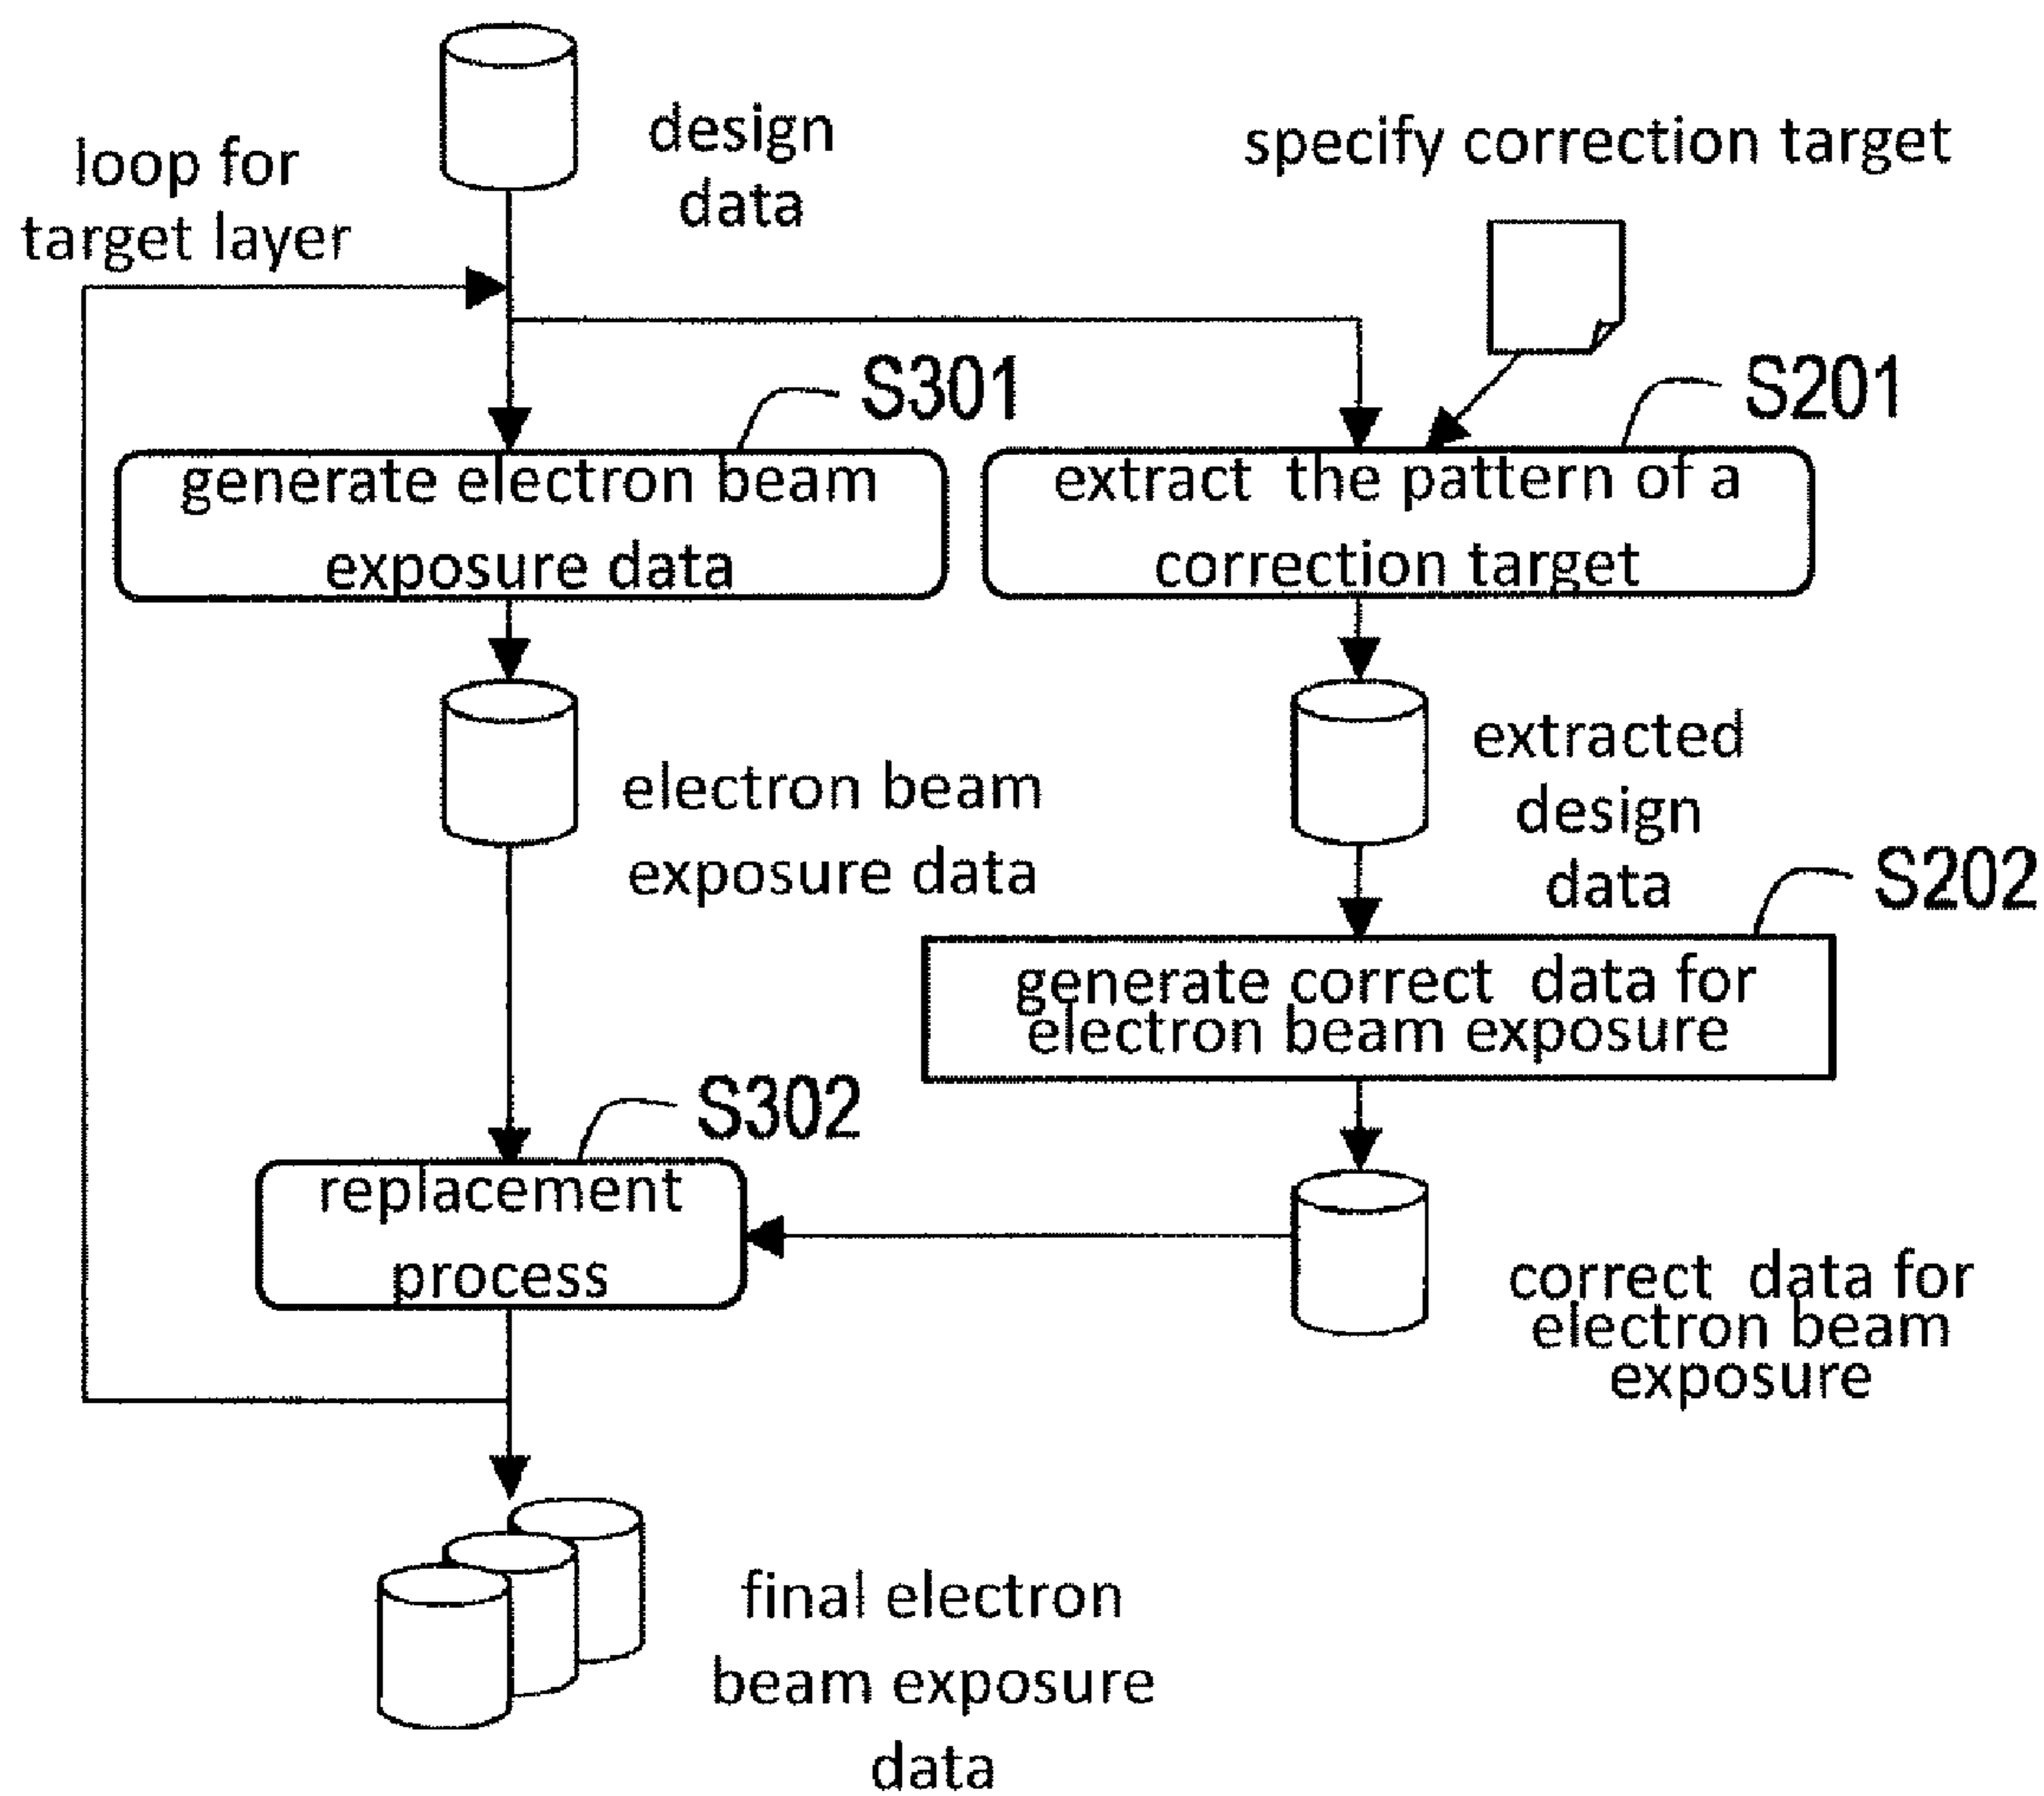 design
data
loop for
target layer
specify correction target
S301
S201
generate electron beam
exposure data
extract the pattern of a
correction target
electron beam
exposure data
extracted
design
data
S202
generate correct data for
electron beam exposure
S302
replacement
process
correct data for
electron beam
exposure
final electron
beam exposure
data